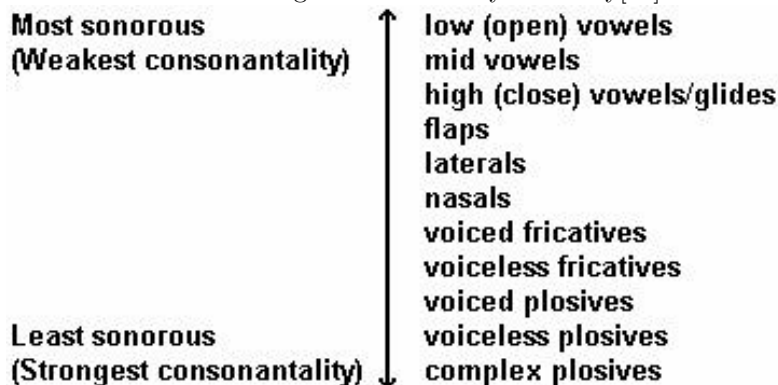 Most sonorous
(Weakest consonantality)
low (open) vowels
mid vowels
high (close) vowels/glides
flaps
laterals
nasals
voiced fricatives
voiceless fricatives
voiced plosives
Least sonorous
(Strongest consonantality)
voiceless plosives
complex plosives